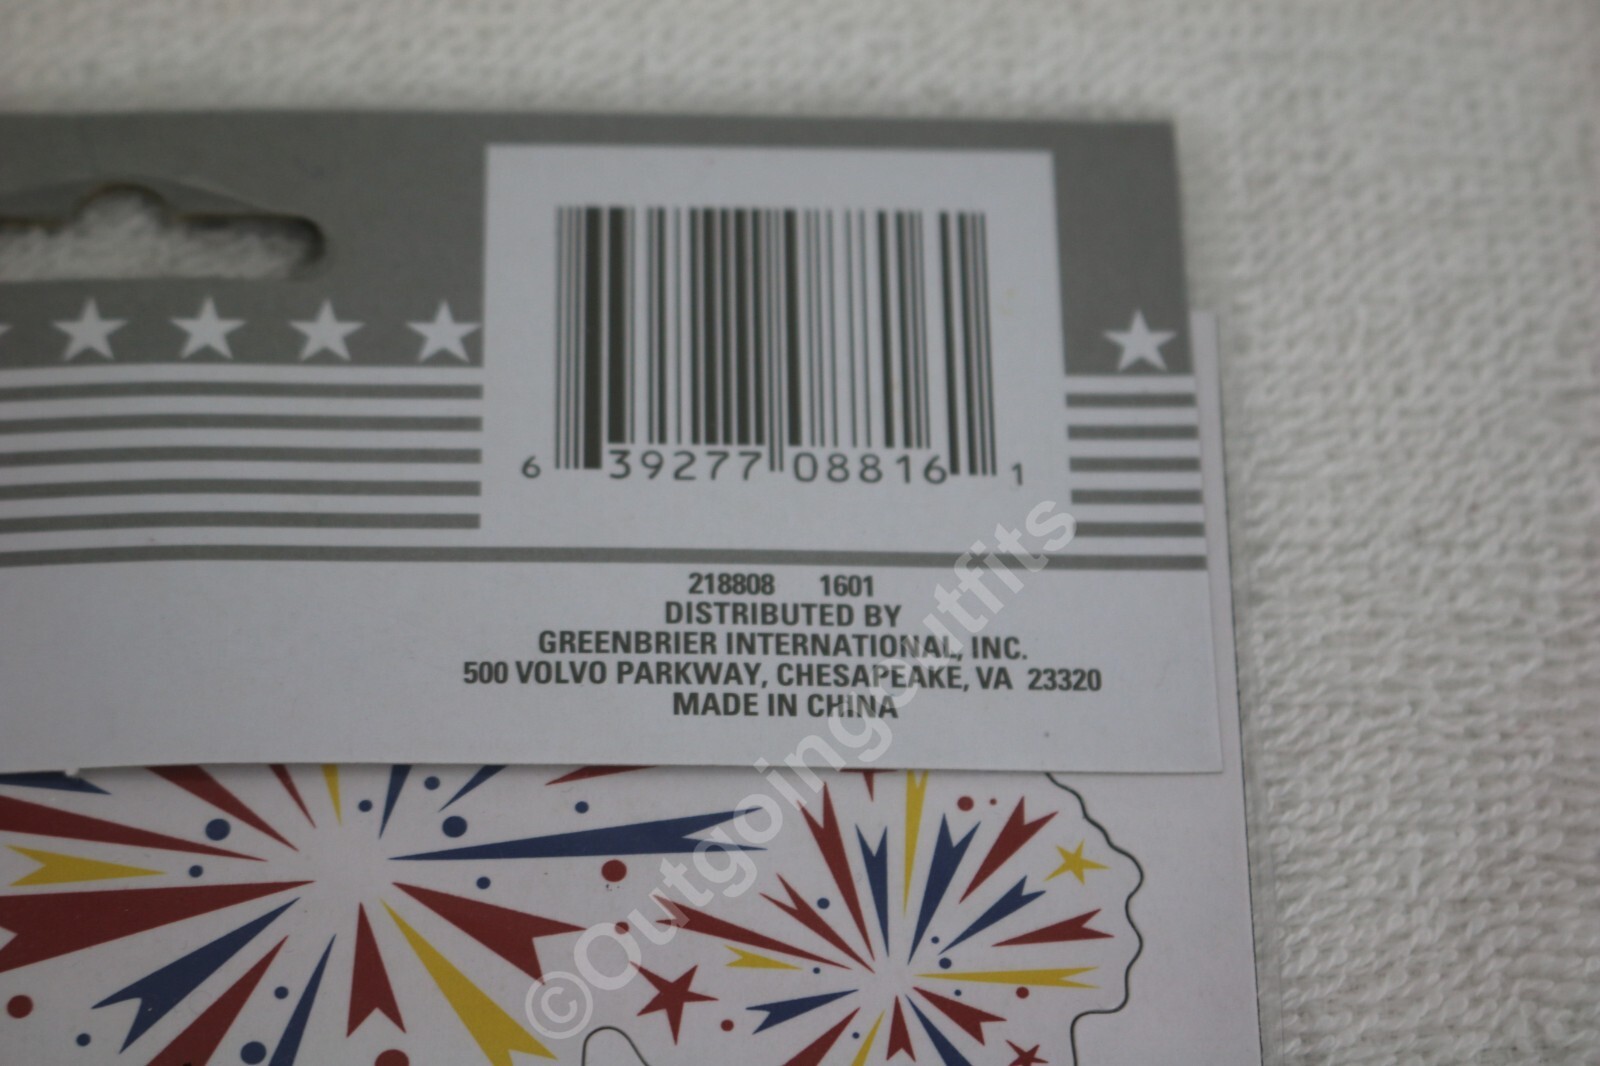 6 39277 08816 1
218808 1601
DISTRIBUTED BY
GREENBRIER INTERNATIONAL, INC.
500 VOLVO PARKWAY, CHESAPEAKE, VA 23320
MADE IN CHINA
©Outgoingoutfits